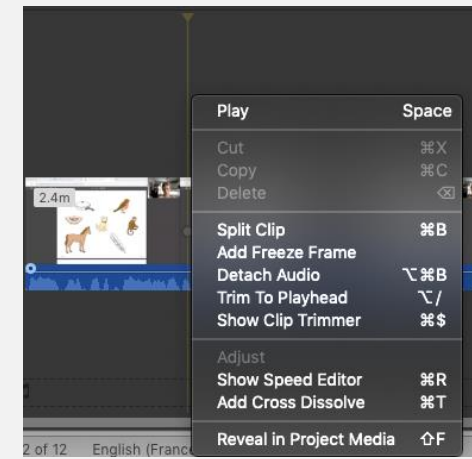 Play Space
Cut ⌘X
Copy ⌘C
Delete ⌫
2.4m
Split Clip ⌘B
Add Freeze Frame
Detach Audio ⌥⌘B
Trim To Playhead ⌥/
Show Clip Trimmer ⌘$
Adjust
Show Speed Editor ⌘R
Add Cross Dissolve ⌘T
Reveal in Project Media ⇧F
2 of 12 English (France